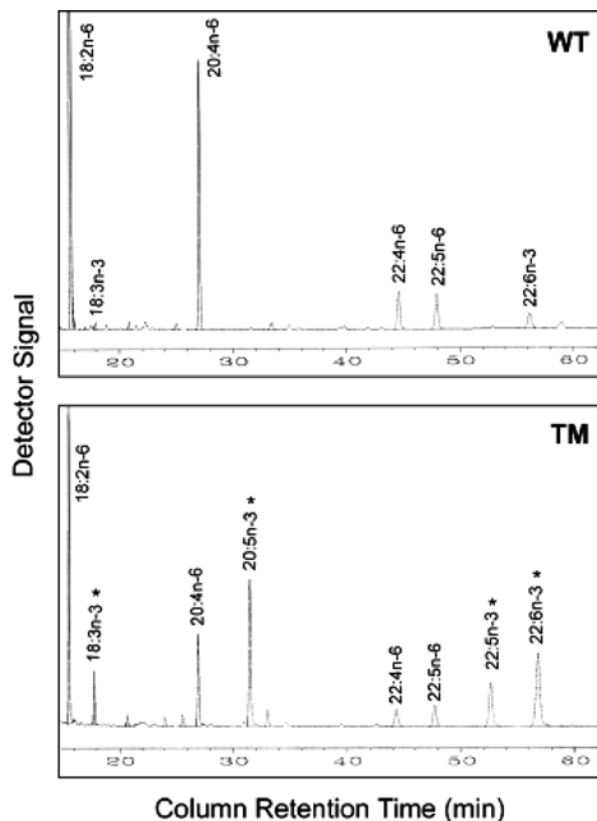 WT
18:2n-6
18:3n-3
20:4n-6
22:4n-6
22:5n-6
22:6n-3
20 30 40 50 60
Detector Signal
TM
18:2n-6
18:3n-3 *
20:4n-6
20:5n-3 *
22:4n-6
22:5n-6
22:5n-3 *
22:6n-3 *
20 30 40 50 60
Column Retention Time (min)